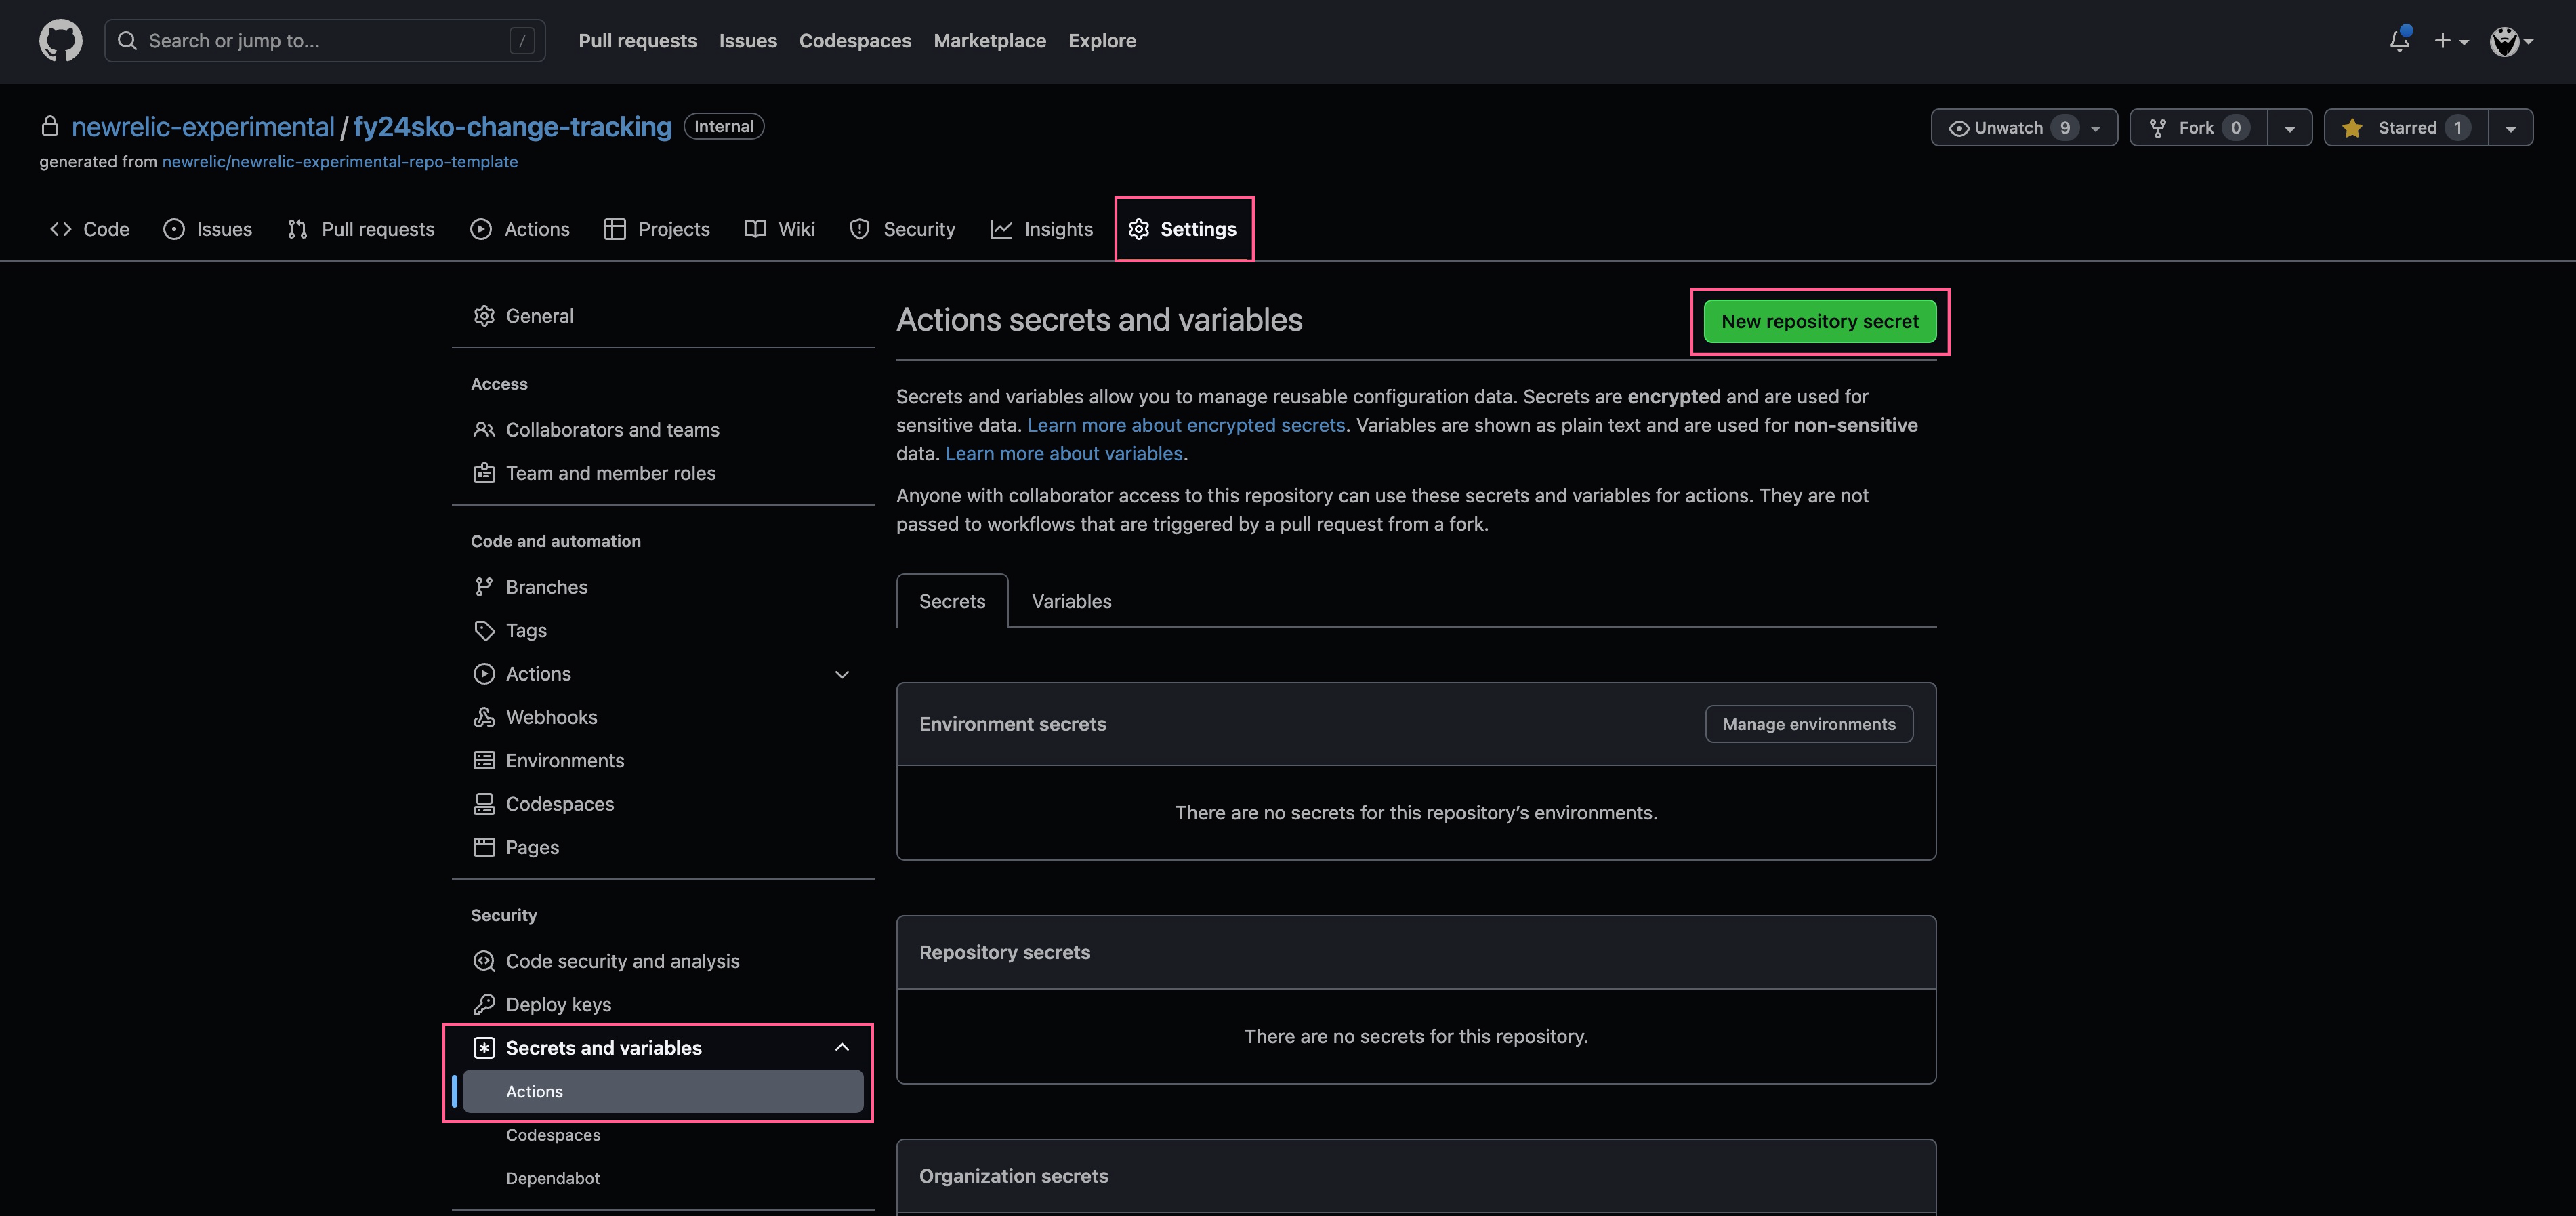 Search or jump to... /
Pull requests Issues Codespaces Marketplace Explore
newrelic-experimental / fy24sko-change-tracking Internal
generated from newrelic/newrelic-experimental-repo-template
Unwatch 9
Fork 0
Starred 1
Code Issues Pull requests Actions Projects Wiki Security Insights Settings
General
Access
Collaborators and teams
Team and member roles
Code and automation
Branches
Tags
Actions
Webhooks
Environments
Codespaces
Pages
Security
Code security and analysis
Deploy keys
Secrets and variables
Actions
Codespaces
Dependabot
Actions secrets and variables
New repository secret
Secrets and variables allow you to manage reusable configuration data. Secrets are encrypted and are used for
sensitive data. Learn more about encrypted secrets. Variables are shown as plain text and are used for non-sensitive
data. Learn more about variables.
Anyone with collaborator access to this repository can use these secrets and variables for actions. They are not
passed to workflows that are triggered by a pull request from a fork.
Secrets Variables
Environment secrets
Manage environments
There are no secrets for this repository’s environments.
Repository secrets
There are no secrets for this repository.
Organization secrets